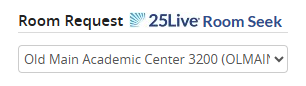 Room Request 25Live Room Seek
Old Main Academic Center 3200 (OLMAIN